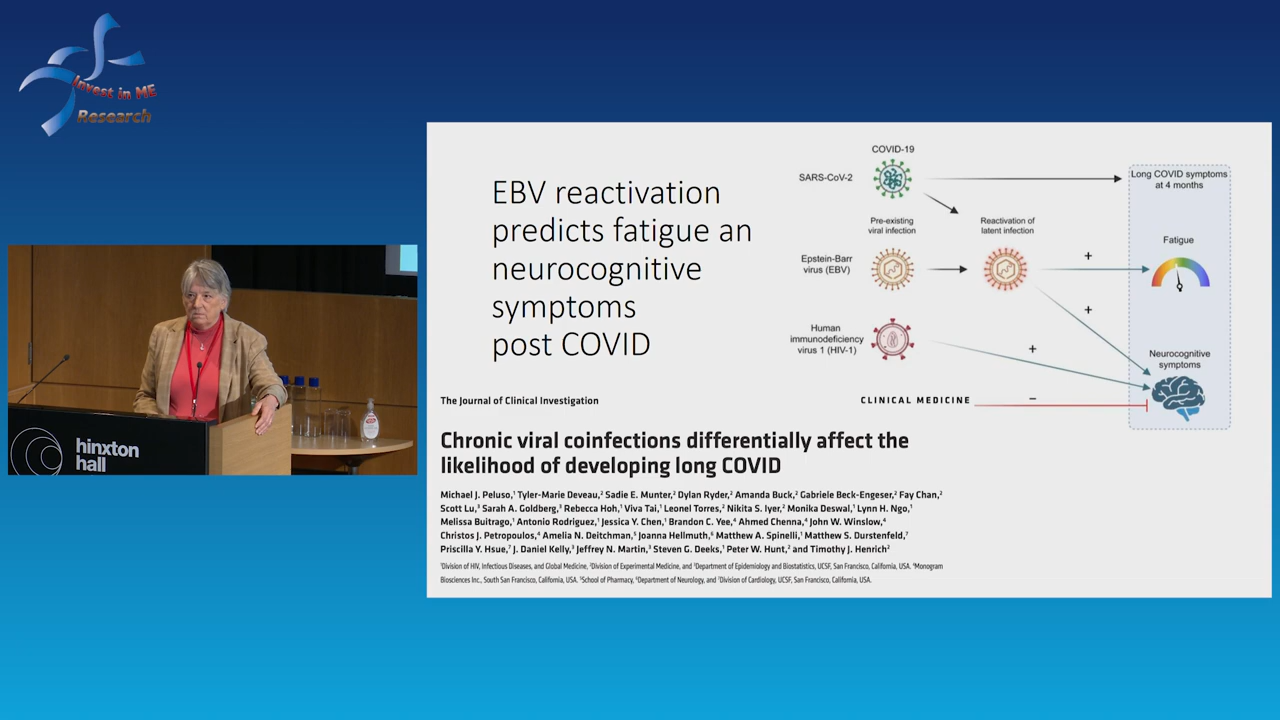 Invest in ME
Research
EBV reactivation
predicts fatigue an
neurocognitive
symptoms
post COVID
COVID-19
SARS-CoV-2
Long COVID symptoms
at 4 months
Pre-existing
viral infection
Reactivation of
latent infection
Epstein-Barr
virus (EBV)
+
Fatigue
+
Human
immunodeficiency
virus 1 (HIV-1)
+
Neurocognitive
symptoms
–
The Journal of Clinical Investigation
CLINICAL MEDICINE
Chronic viral coinfections differentially affect the
likelihood of developing long COVID
Michael J. Peluso,¹ Tyler-Marie Deveau,² Sadie E. Munter,² Dylan Ryder,² Amanda Buck,² Gabriele Beck-Engeser,² Fay Chan,²
Scott Lu,³ Sarah A. Goldberg,³ Rebecca Hoh,¹ Viva Tai,¹ Leonel Torres,² Nikita S. Iyer,² Monika Deswal,¹ Lynn H. Ngo,¹
Melissa Buitrago,¹ Antonio Rodriguez,¹ Jessica Y. Chen,¹ Brandon C. Yee,⁴ Ahmed Chenna,⁴ John W. Winslow,⁴
Christos J. Petropoulos,⁴ Amelia N. Deitchman,⁵ Joanna Hellmuth,⁶ Matthew A. Spinelli,¹ Matthew S. Durstenfeld,⁷
Priscilla Y. Hsue,⁷ J. Daniel Kelly,³ Jeffrey N. Martin,³ Steven G. Deeks,¹ Peter W. Hunt,² and Timothy J. Henrich²
¹Division of HIV, Infectious Diseases, and Global Medicine, ²Division of Experimental Medicine, and ³Department of Epidemiology and Biostatistics, UCSF, San Francisco, California, USA. ⁴Monogram
Biosciences Inc., South San Francisco, California, USA. ⁵School of Pharmacy, ⁶Department of Neurology, and ⁷Division of Cardiology, UCSF, San Francisco, California, USA.
hinxton
hall